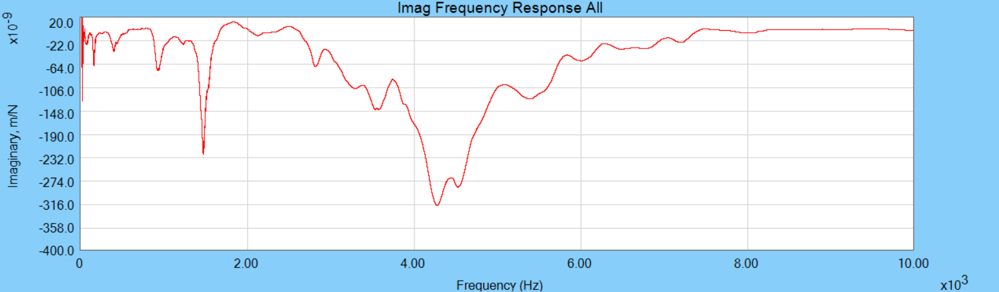 Imag Frequency Response All
x10-9
Imaginary, m/N
20.0
-22.0
-64.0
-106.0
-148.0
-190.0
-232.0
-274.0
-316.0
-358.0
-400.0
0 2.00 4.00 6.00 8.00 10.00
Frequency (Hz)
x103